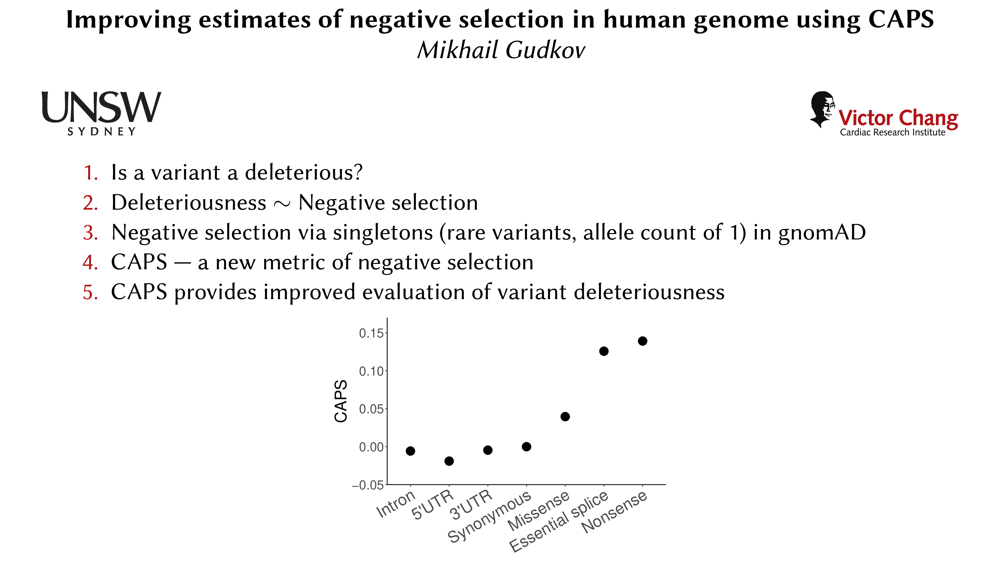 Improving estimates of negative selection in human genome using CAPS
Mikhail Gudkov
UNSW
SYDNEY
Victor Chang
Cardiac Research Institute
1. Is a variant a deleterious?
2. Deleteriousness ∼ Negative selection
3. Negative selection via singletons (rare variants, allele count of 1) in gnomAD
4. CAPS — a new metric of negative selection
5. CAPS provides improved evaluation of variant deleteriousness
CAPS
0.15
0.10
0.05
0.00
−0.05
Intron
5'UTR
3'UTR
Synonymous
Missense
Essential splice
Nonsense